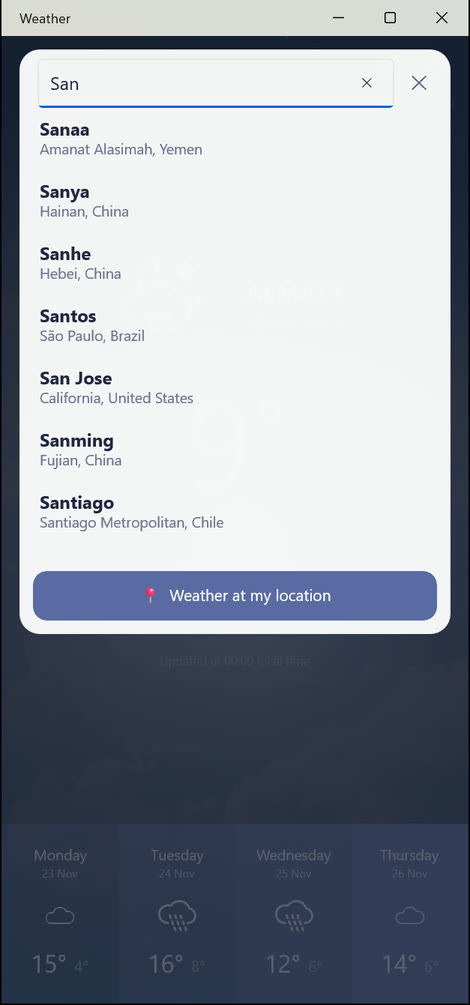 Weather
San
Sanaa
Amanat Alasimah, Yemen
Sanya
Hainan, China
Sanhe
Hebei, China
ALMATY
Santos
São Paulo, Brazil
San Jose
California, United States
9°
Sanming
Fujian, China
Santiago
Santiago Metropolitan, Chile
Weather at my location
Updated at 00:00 local time
Monday Tuesday Wednesday Thursday
23 Nov 24 Nov 25 Nov 26 Nov
15° 4° 16° 8° 12° 6° 14° 6°